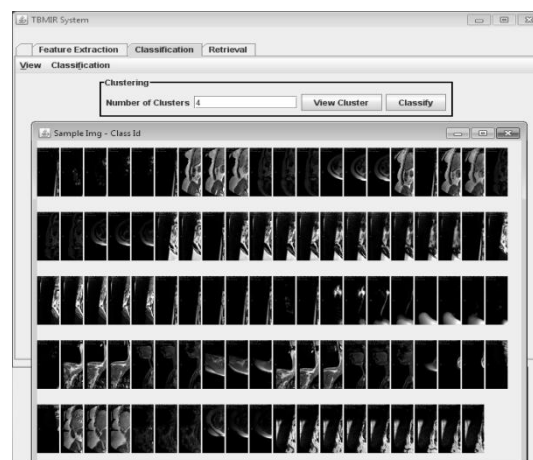 TBMIR System
Feature Extraction Classification Retrieval
View Classification
Clustering
Number of Clusters 4 View Cluster Classify
Sample Img - Class Id